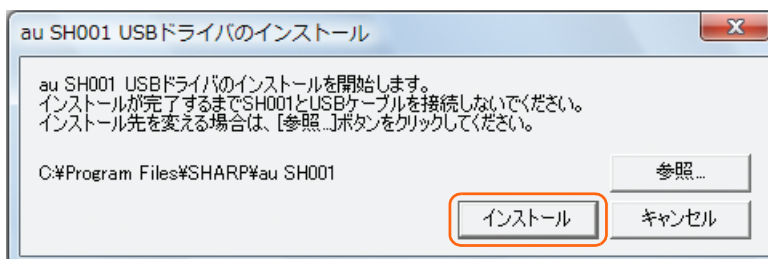 au SH001 USBドライバのインストール
au SH001 USBドライバのインストールを開始します。
インストールが完了するまでSH001とUSBケーブルを接続しないでください。
インストール先を変える場合は、[参照...]ボタンをクリックしてください。
C:¥Program Files¥SHARP¥au SH001
参照...
インストール
キャンセル